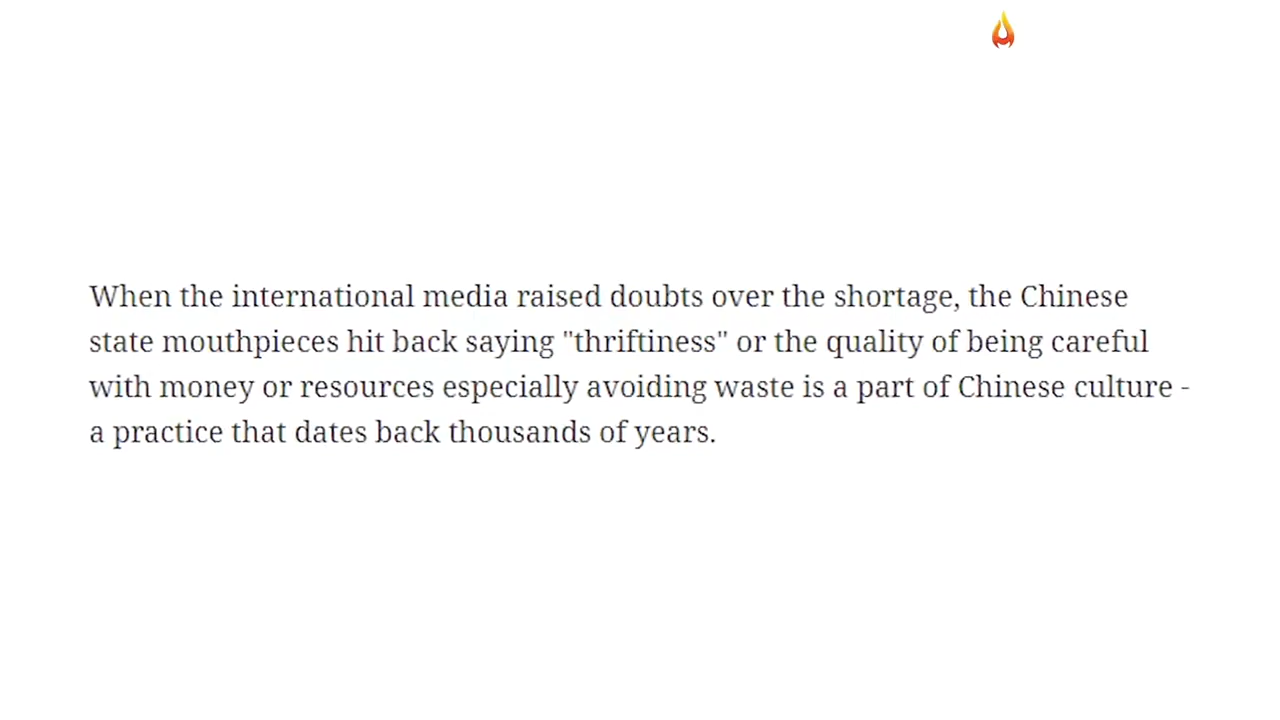 When the international media raised doubts over the shortage, the Chinese
state mouthpieces hit back saying "thriftiness" or the quality of being careful
with money or resources especially avoiding waste is a part of Chinese culture -
a practice that dates back thousands of years.